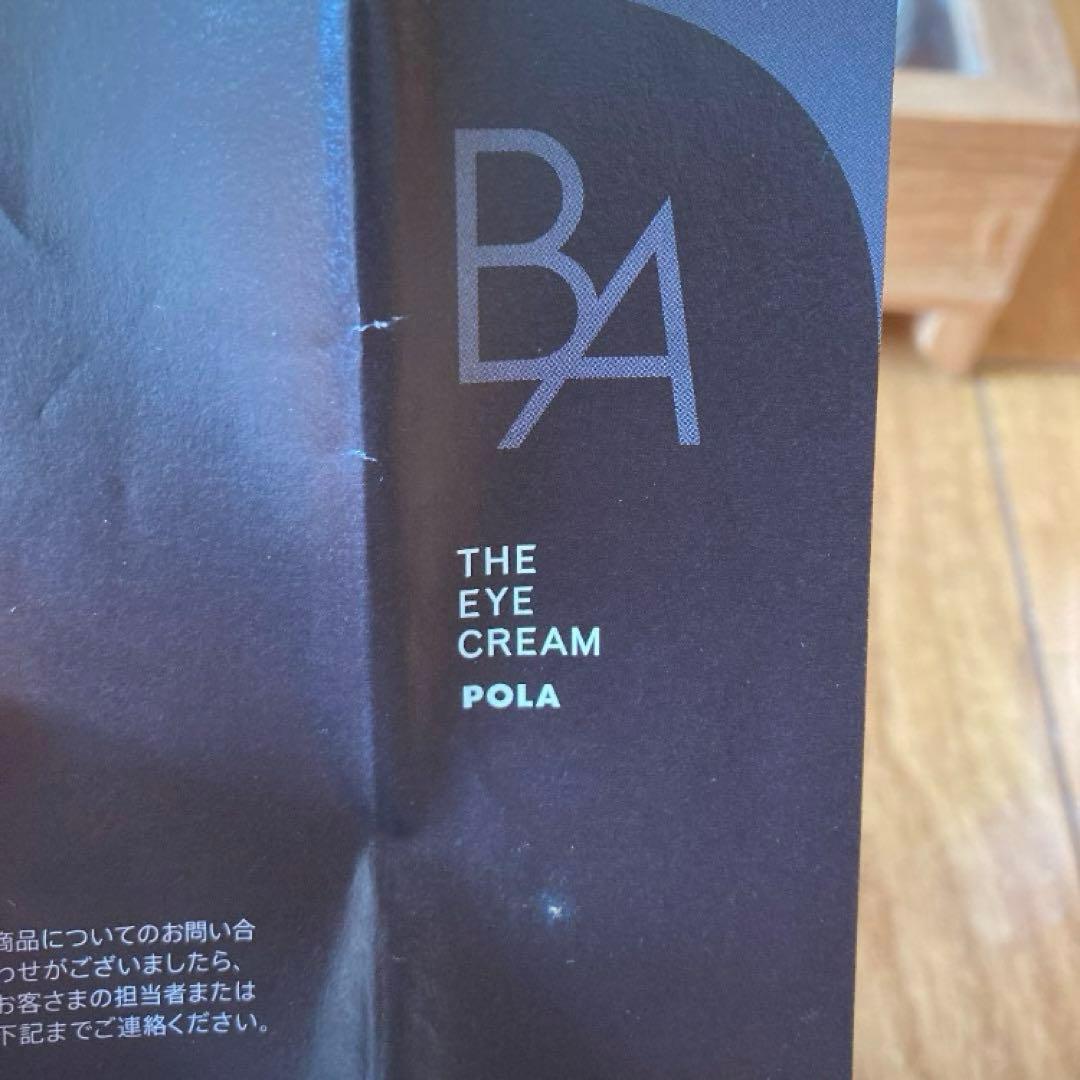 BA
THE
EYE
CREAM
POLA
商品についてのお問い合
わせがございましたら、
お客さまの担当者または
下記までご連絡ください。